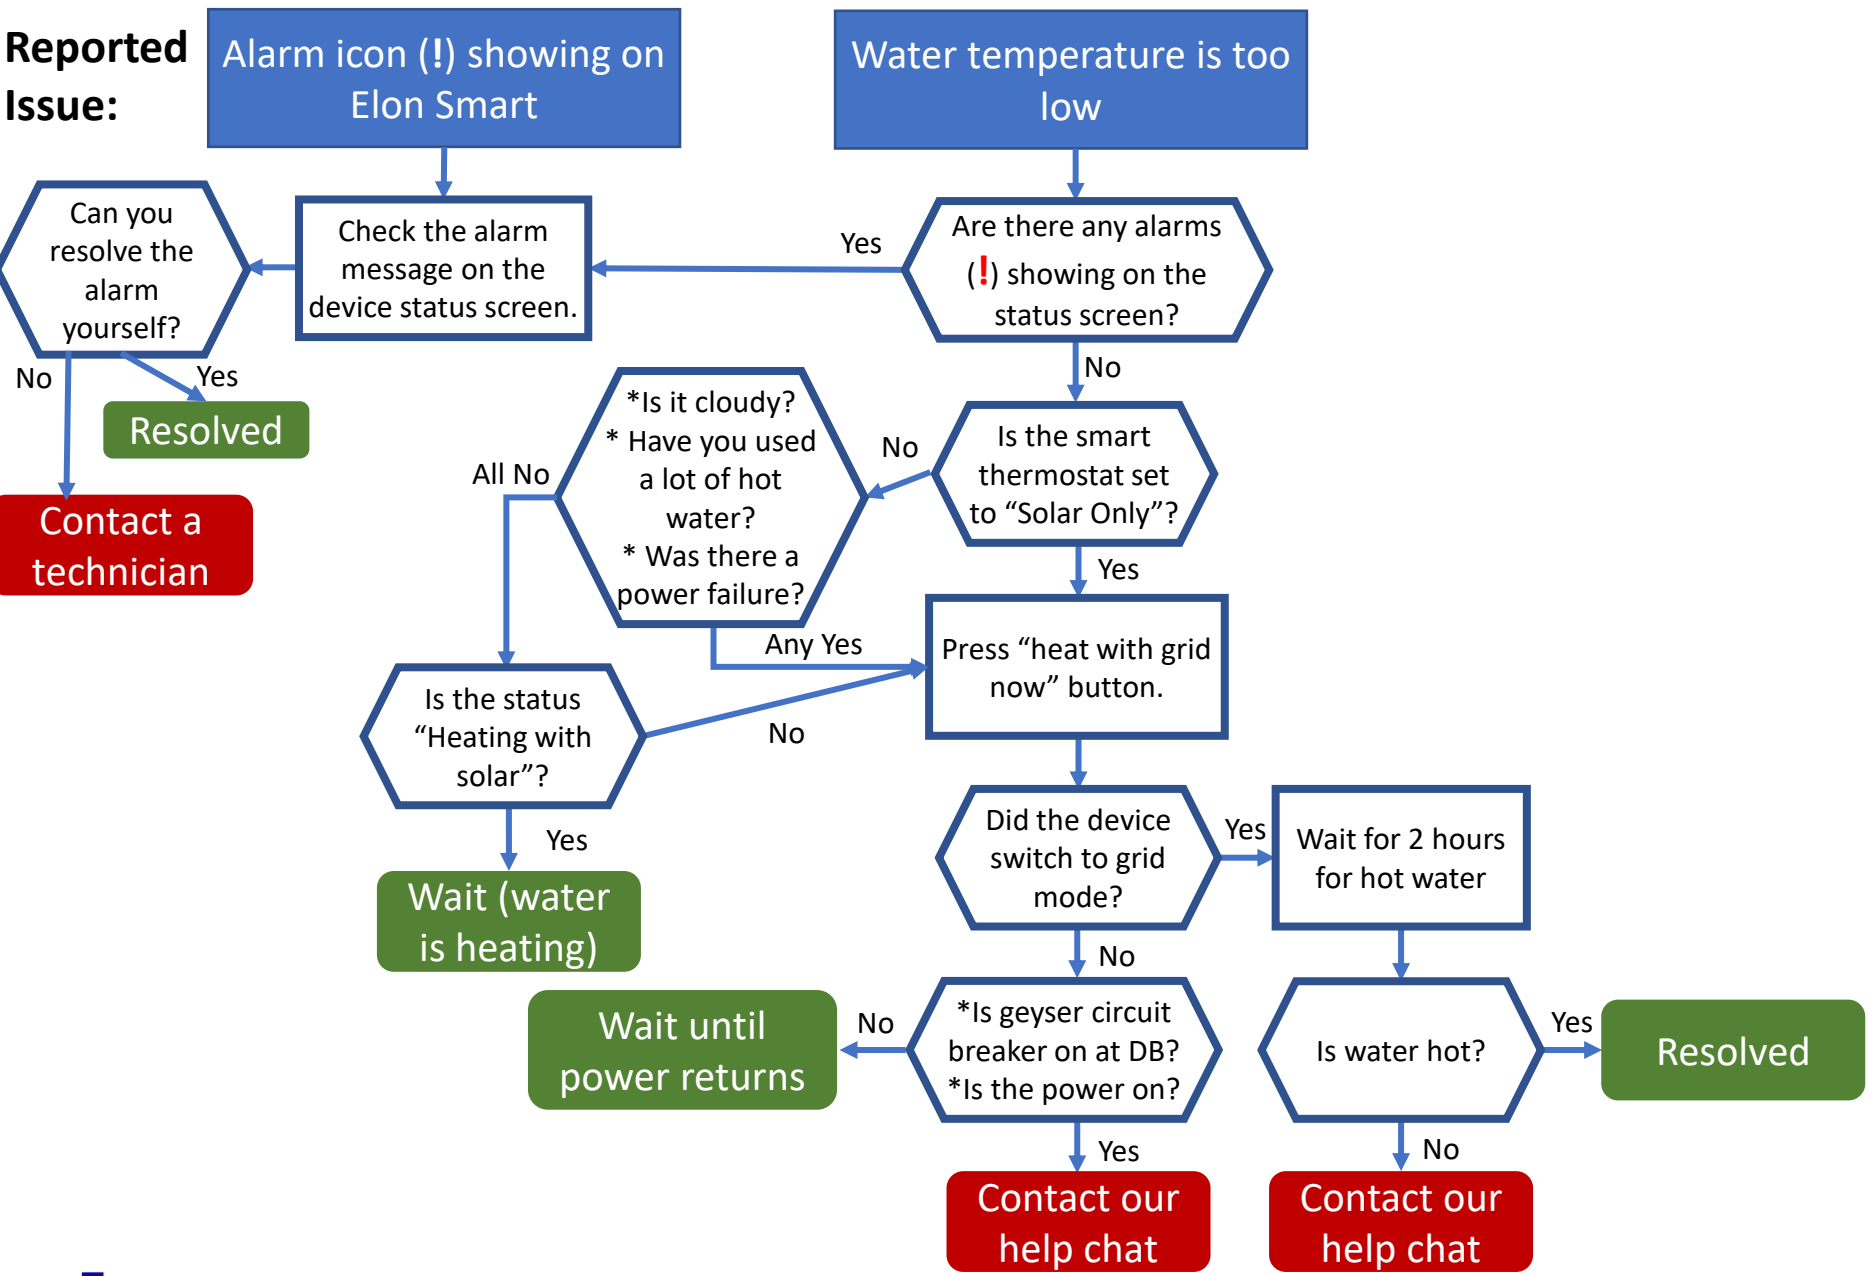 Reported
Issue:
Alarm icon (!) showing on
Elon Smart
Water temperature is too
low
Can you
resolve the
alarm
yourself?
Check the alarm
message on the
device status screen.
Yes
Are there any alarms
(!) showing on the
status screen?
No
Yes
Resolved
Contact a
technician
No
*Is it cloudy?
* Have you used
a lot of hot
water?
* Was there a
power failure?
No
Is the smart
thermostat set
to “Solar Only”?
All No
Yes
Any Yes
Press “heat with grid
now” button.
Is the status
“Heating with
solar”?
No
Yes
Wait (water
is heating)
Did the device
switch to grid
mode?
Yes
Wait for 2 hours
for hot water
No
Wait until
power returns
No
*Is geyser circuit
breaker on at DB?
*Is the power on?
Is water hot?
Yes
Resolved
Yes
No
Contact our
help chat
Contact our
help chat